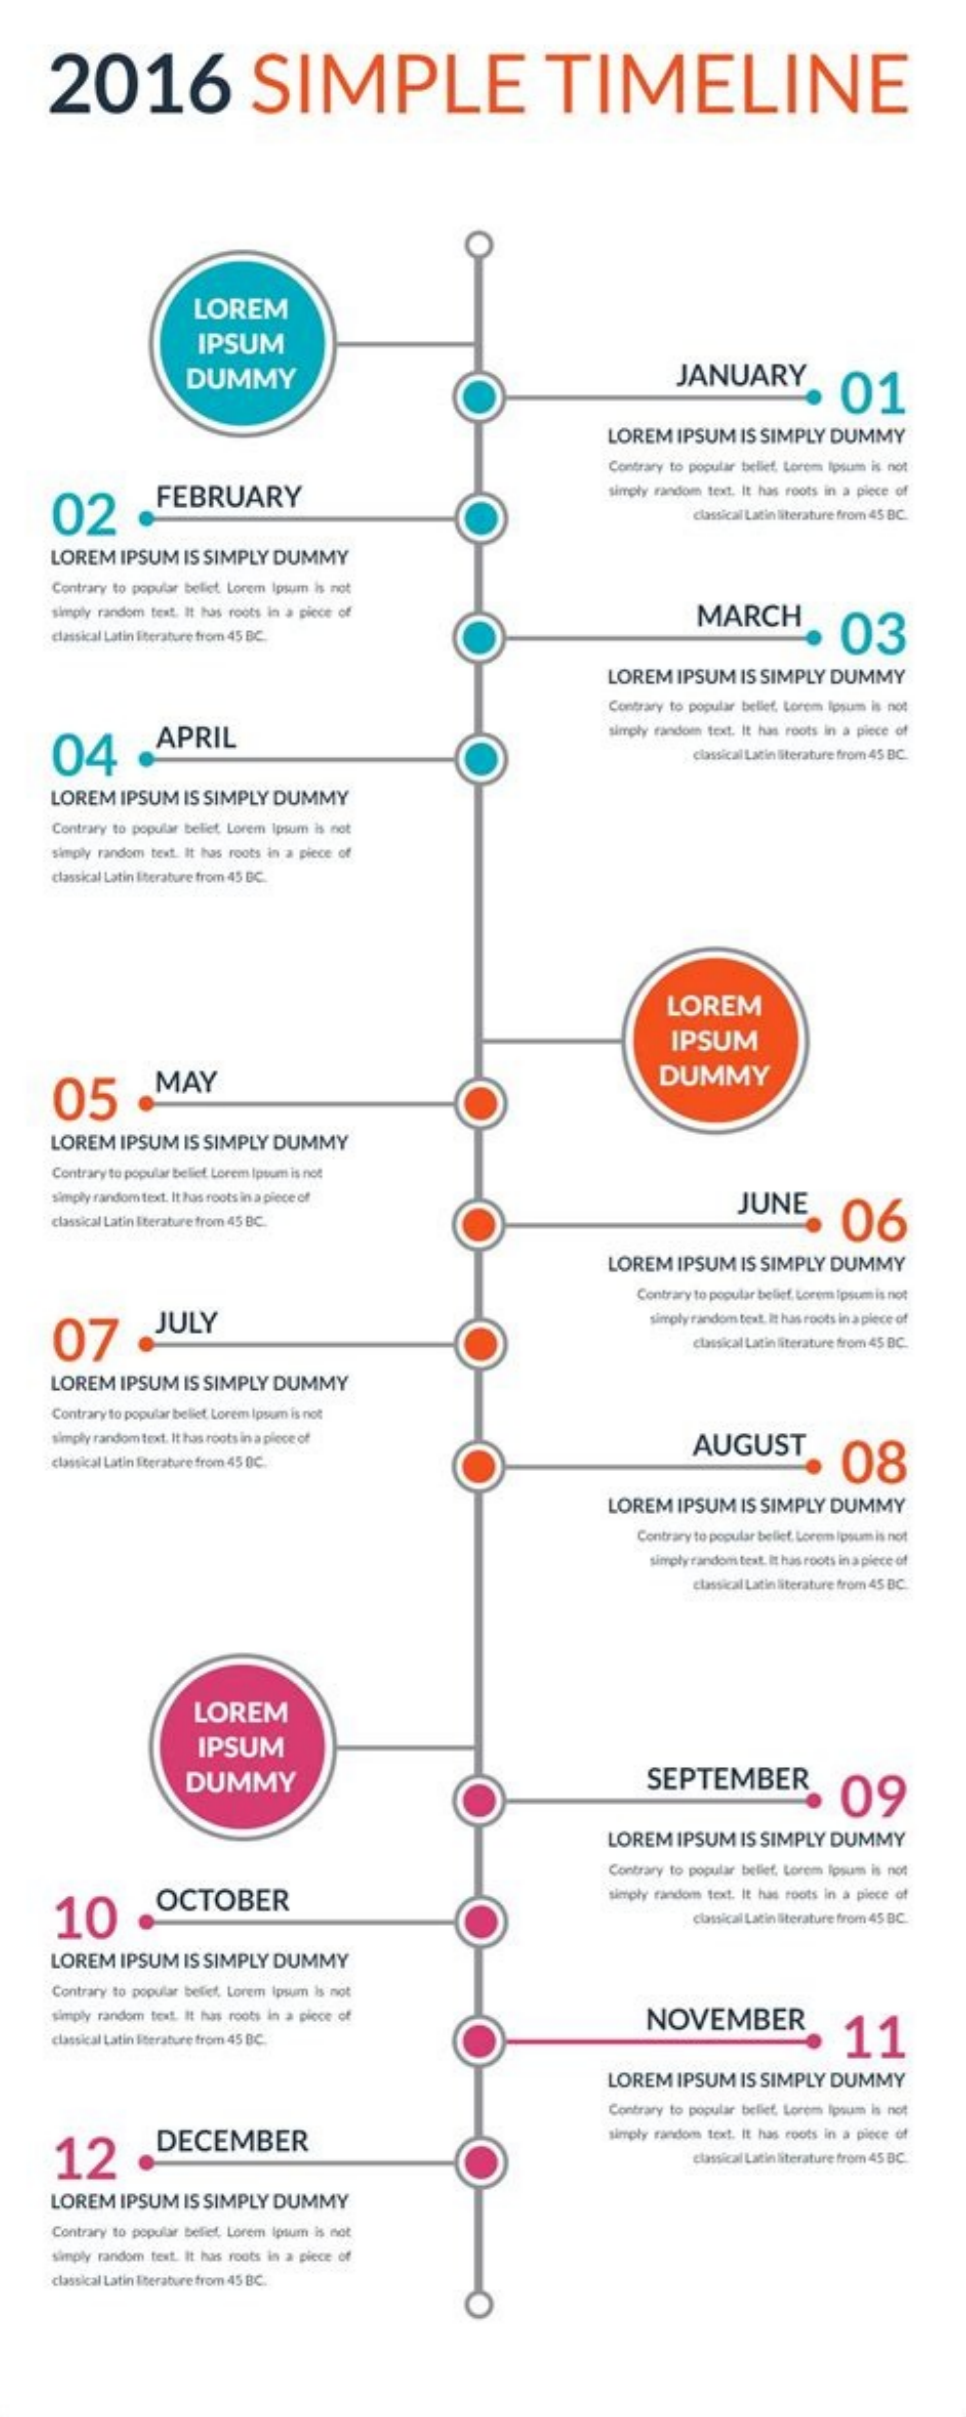 2016 SIMPLE TIMELINE
LOREM
IPSUM
DUMMY
JANUARY
01
LOREM IPSUM IS SIMPLY DUMMY
Contrary to popular belief, Lorem Ipsum is not
simply random text. It has roots in a piece of
classical Latin literature from 45 BC.
02
FEBRUARY
LOREM IPSUM IS SIMPLY DUMMY
Contrary to popular belief, Lorem Ipsum is not
simply random text. It has roots in a piece of
classical Latin literature from 45 BC.
MARCH
03
LOREM IPSUM IS SIMPLY DUMMY
Contrary to popular belief, Lorem Ipsum is not
simply random text. It has roots in a piece of
classical Latin literature from 45 BC.
04
APRIL
LOREM IPSUM IS SIMPLY DUMMY
Contrary to popular belief, Lorem Ipsum is not
simply random text. It has roots in a piece of
classical Latin literature from 45 BC.
LOREM
IPSUM
DUMMY
05
MAY
LOREM IPSUM IS SIMPLY DUMMY
Contrary to popular belief, Lorem Ipsum is not
simply random text. It has roots in a piece of
classical Latin literature from 45 BC.
JUNE
06
LOREM IPSUM IS SIMPLY DUMMY
Contrary to popular belief, Lorem Ipsum is not
simply random text. It has roots in a piece of
classical Latin literature from 45 BC.
07
JULY
LOREM IPSUM IS SIMPLY DUMMY
Contrary to popular belief, Lorem Ipsum is not
simply random text. It has roots in a piece of
classical Latin literature from 45 BC.
AUGUST
08
LOREM IPSUM IS SIMPLY DUMMY
Contrary to popular belief, Lorem Ipsum is not
simply random text. It has roots in a piece of
classical Latin literature from 45 BC.
LOREM
IPSUM
DUMMY
SEPTEMBER
09
LOREM IPSUM IS SIMPLY DUMMY
Contrary to popular belief, Lorem Ipsum is not
simply random text. It has roots in a piece of
classical Latin literature from 45 BC.
10
OCTOBER
LOREM IPSUM IS SIMPLY DUMMY
Contrary to popular belief, Lorem Ipsum is not
simply random text. It has roots in a piece of
classical Latin literature from 45 BC.
NOVEMBER
11
LOREM IPSUM IS SIMPLY DUMMY
Contrary to popular belief, Lorem Ipsum is not
simply random text. It has roots in a piece of
classical Latin literature from 45 BC.
12
DECEMBER
LOREM IPSUM IS SIMPLY DUMMY
Contrary to popular belief, Lorem Ipsum is not
simply random text. It has roots in a piece of
classical Latin literature from 45 BC.